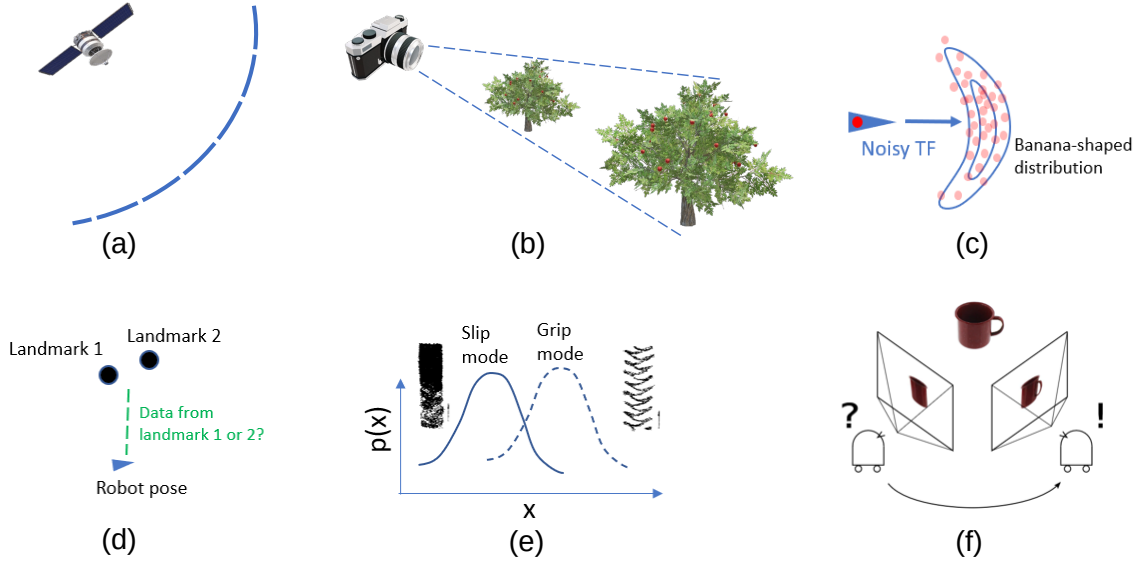 (a)
(b)
Noisy TF
Banana-shaped
distribution
(c)
Landmark 1
Landmark 2
Data from
landmark 1 or 2?
Robot pose
(d)
Slip
mode
Grip
mode
p(x)
x
(e)
?
!
(f)